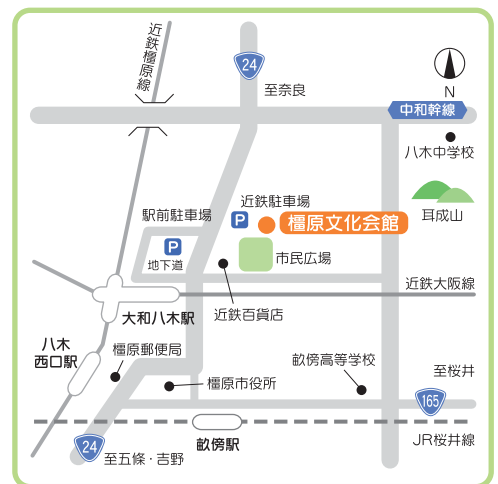 近鉄橿原線
24
至奈良
N
中和幹線
八木中学校
近鉄駐車場
駅前駐車場
P
橿原文化会館
耳成山
P
地下道
市民広場
近鉄大阪線
大和八木駅
近鉄百貨店
八木
西口駅
橿原郵便局
畝傍高等学校
至桜井
橿原市役所
165
畝傍駅
JR桜井線
24
至五條・吉野